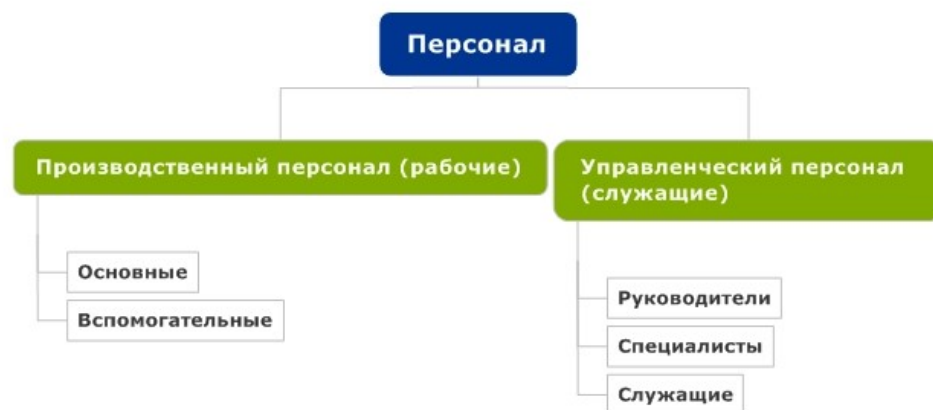 Персонал
Производственный персонал (рабочие)
Основные
Вспомогательные
Управленческий персонал
(служащие)
Руководители
Специалисты
Служащие